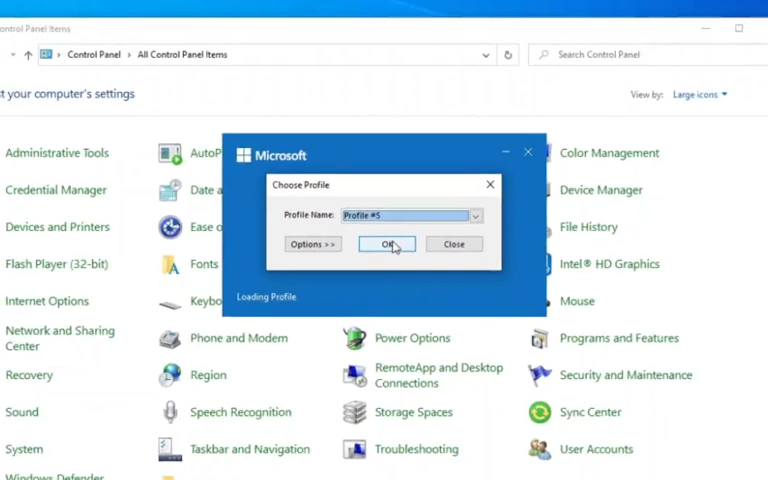 ontrol Panel Items
Control Panel > All Control Panel Items
Search Control Panel
st your computer's settings
View by: Large icons
Administrative Tools
AutoP
Color Management
Credential Manager
Date a
Device Manager
Devices and Printers
Ease o
File History
Flash Player (32-bit)
Fonts
Intel® HD Graphics
Internet Options
Keybo
Mouse
Microsoft
Choose Profile
Profile Name: Profile #5
Options >>
OK
Close
Loading Profile
Network and Sharing
Center
Phone and Modem
Power Options
Programs and Features
Recovery
Region
RemoteApp and Desktop
Connections
Security and Maintenance
Sound
Speech Recognition
Storage Spaces
Sync Center
System
Taskbar and Navigation
Troubleshooting
User Accounts
Windows Defender